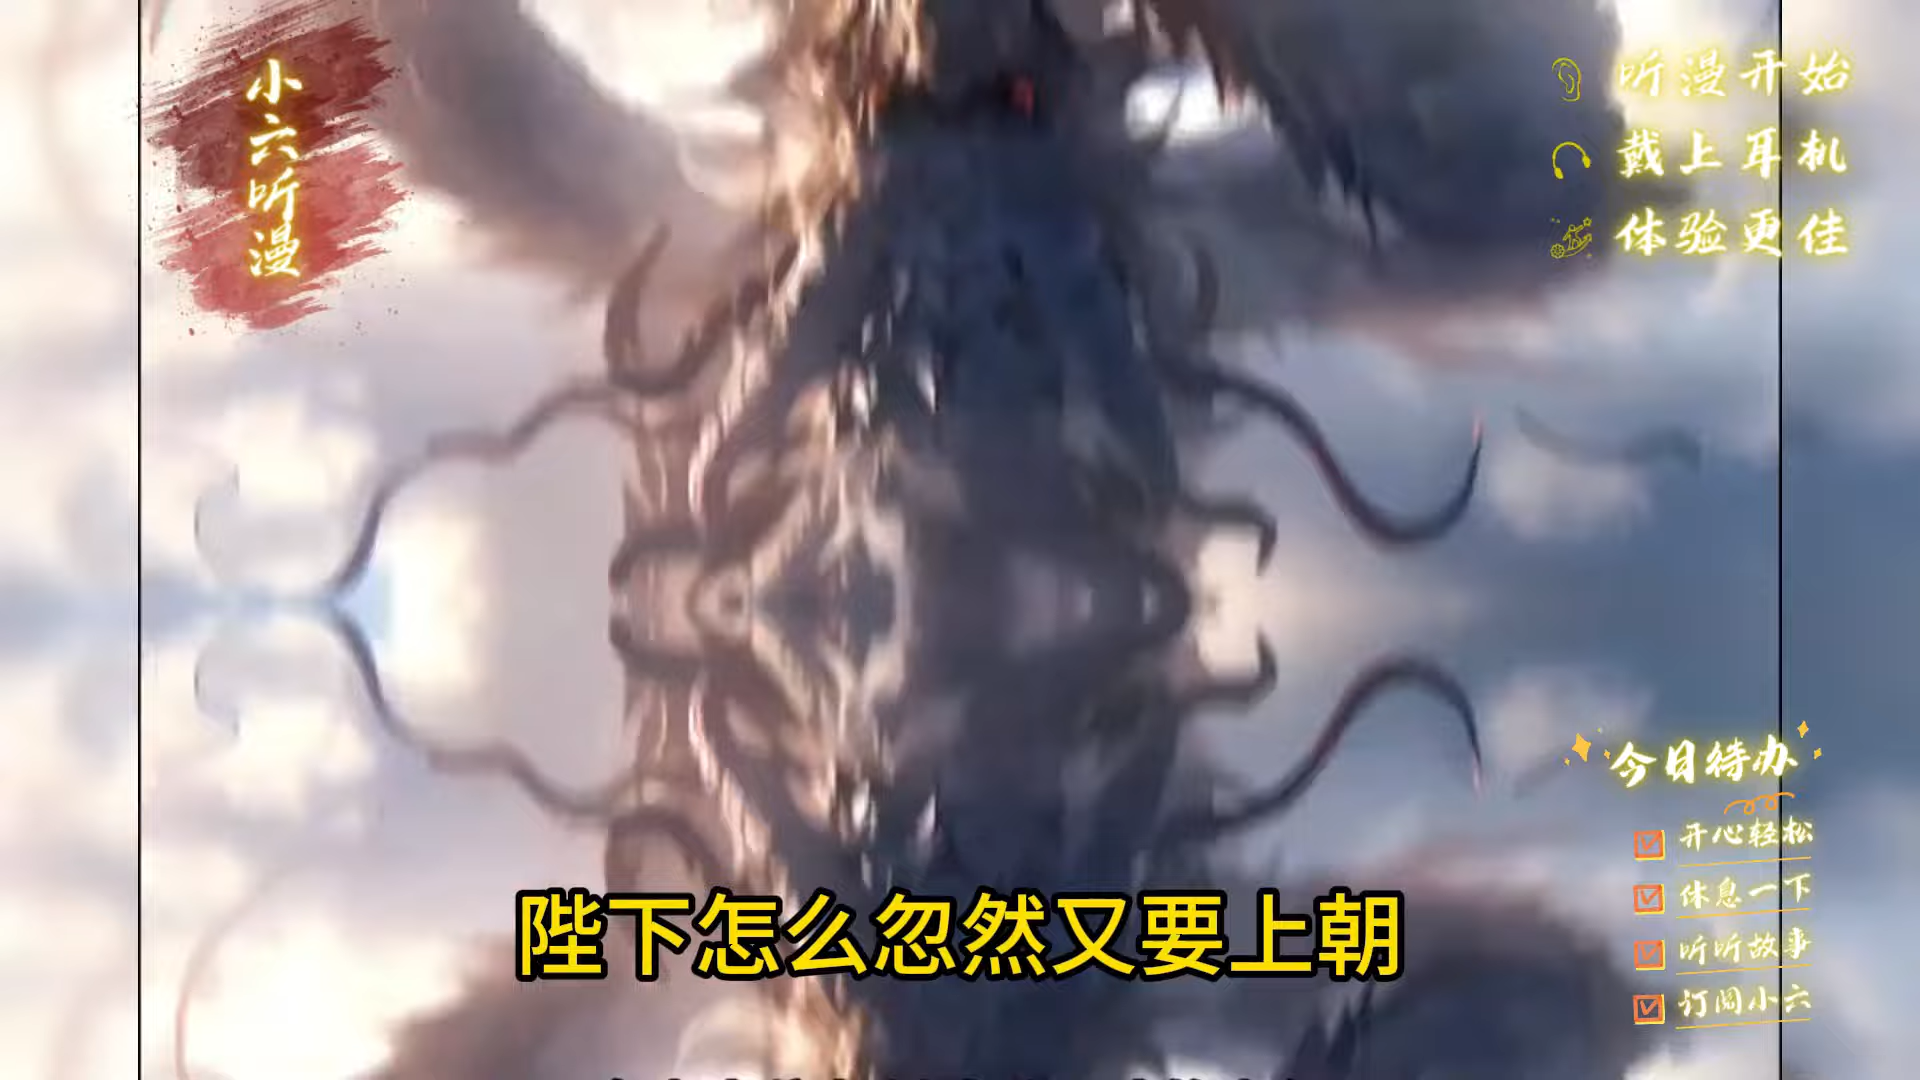 小六听漫
听漫开始
戴上耳机
体验更佳
今日待办
开心轻松
休息一下
听听故事
订阅小六
陛下怎么忽然又要上朝